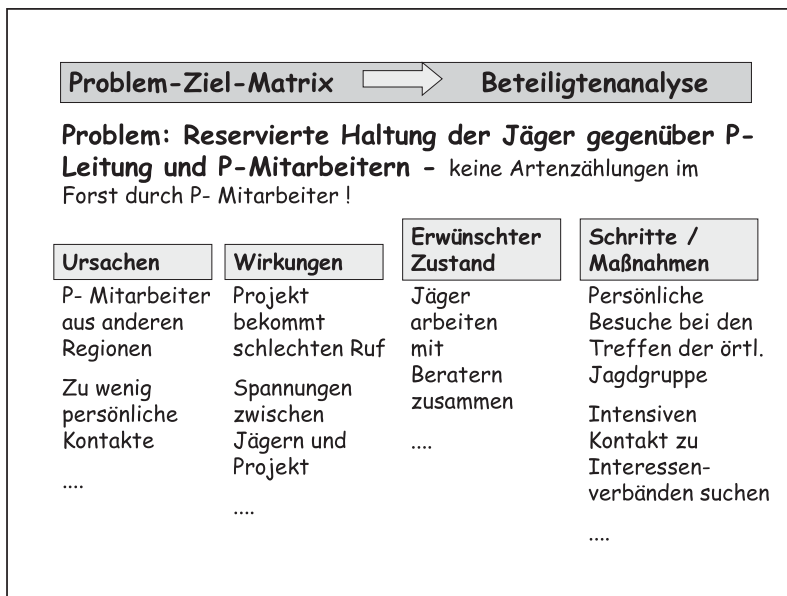 Problem-Ziel-Matrix Beteiligtenanalyse
Problem: Reservierte Haltung der Jäger gegenüber P-
Leitung und P-Mitarbeitern - keine Artenzählungen im
Forst durch P- Mitarbeiter !
Ursachen
P- Mitarbeiter
aus anderen
Regionen
Zu wenig
persönliche
Kontakte
....
Wirkungen
Projekt
bekommt
schlechten Ruf
Spannungen
zwischen
Jägern und
Projekt
....
Erwünschter
Zustand
Jäger
arbeiten
mit
Beratern
zusammen
....
Schritte /
Maßnahmen
Persönliche
Besuche bei den
Treffen der örtl.
Jagdgruppe
Intensiven
Kontakt zu
Interessen-
verbänden suchen
....